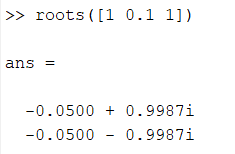 >> roots([1 0.1 1])
ans =
-0.0500 + 0.9987i
-0.0500 - 0.9987i